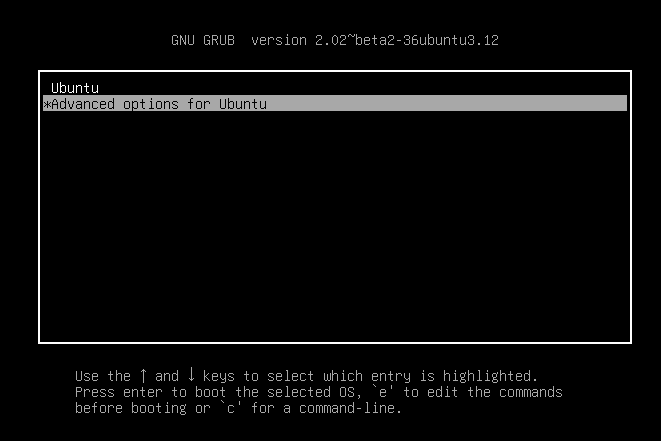 GNU GRUB  version 2.02~beta2-36ubuntu3.12
Ubuntu
*Advanced options for Ubuntu
Use the ↑ and ↓ keys to select which entry is highlighted.
Press enter to boot the selected OS, `e' to edit the commands
before booting or `c' for a command-line.